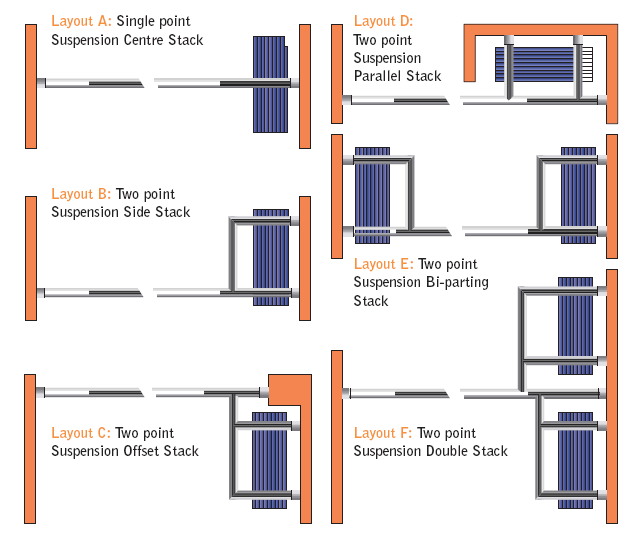 Layout A: Single point
Suspension Centre Stack
Layout B: Two point
Suspension Side Stack
Layout C: Two point
Suspension Offset Stack
Layout D:
Two point
Suspension
Parallel Stack
Layout E: Two point
Suspension Bi-parting
Stack
Layout F: Two point
Suspension Double Stack